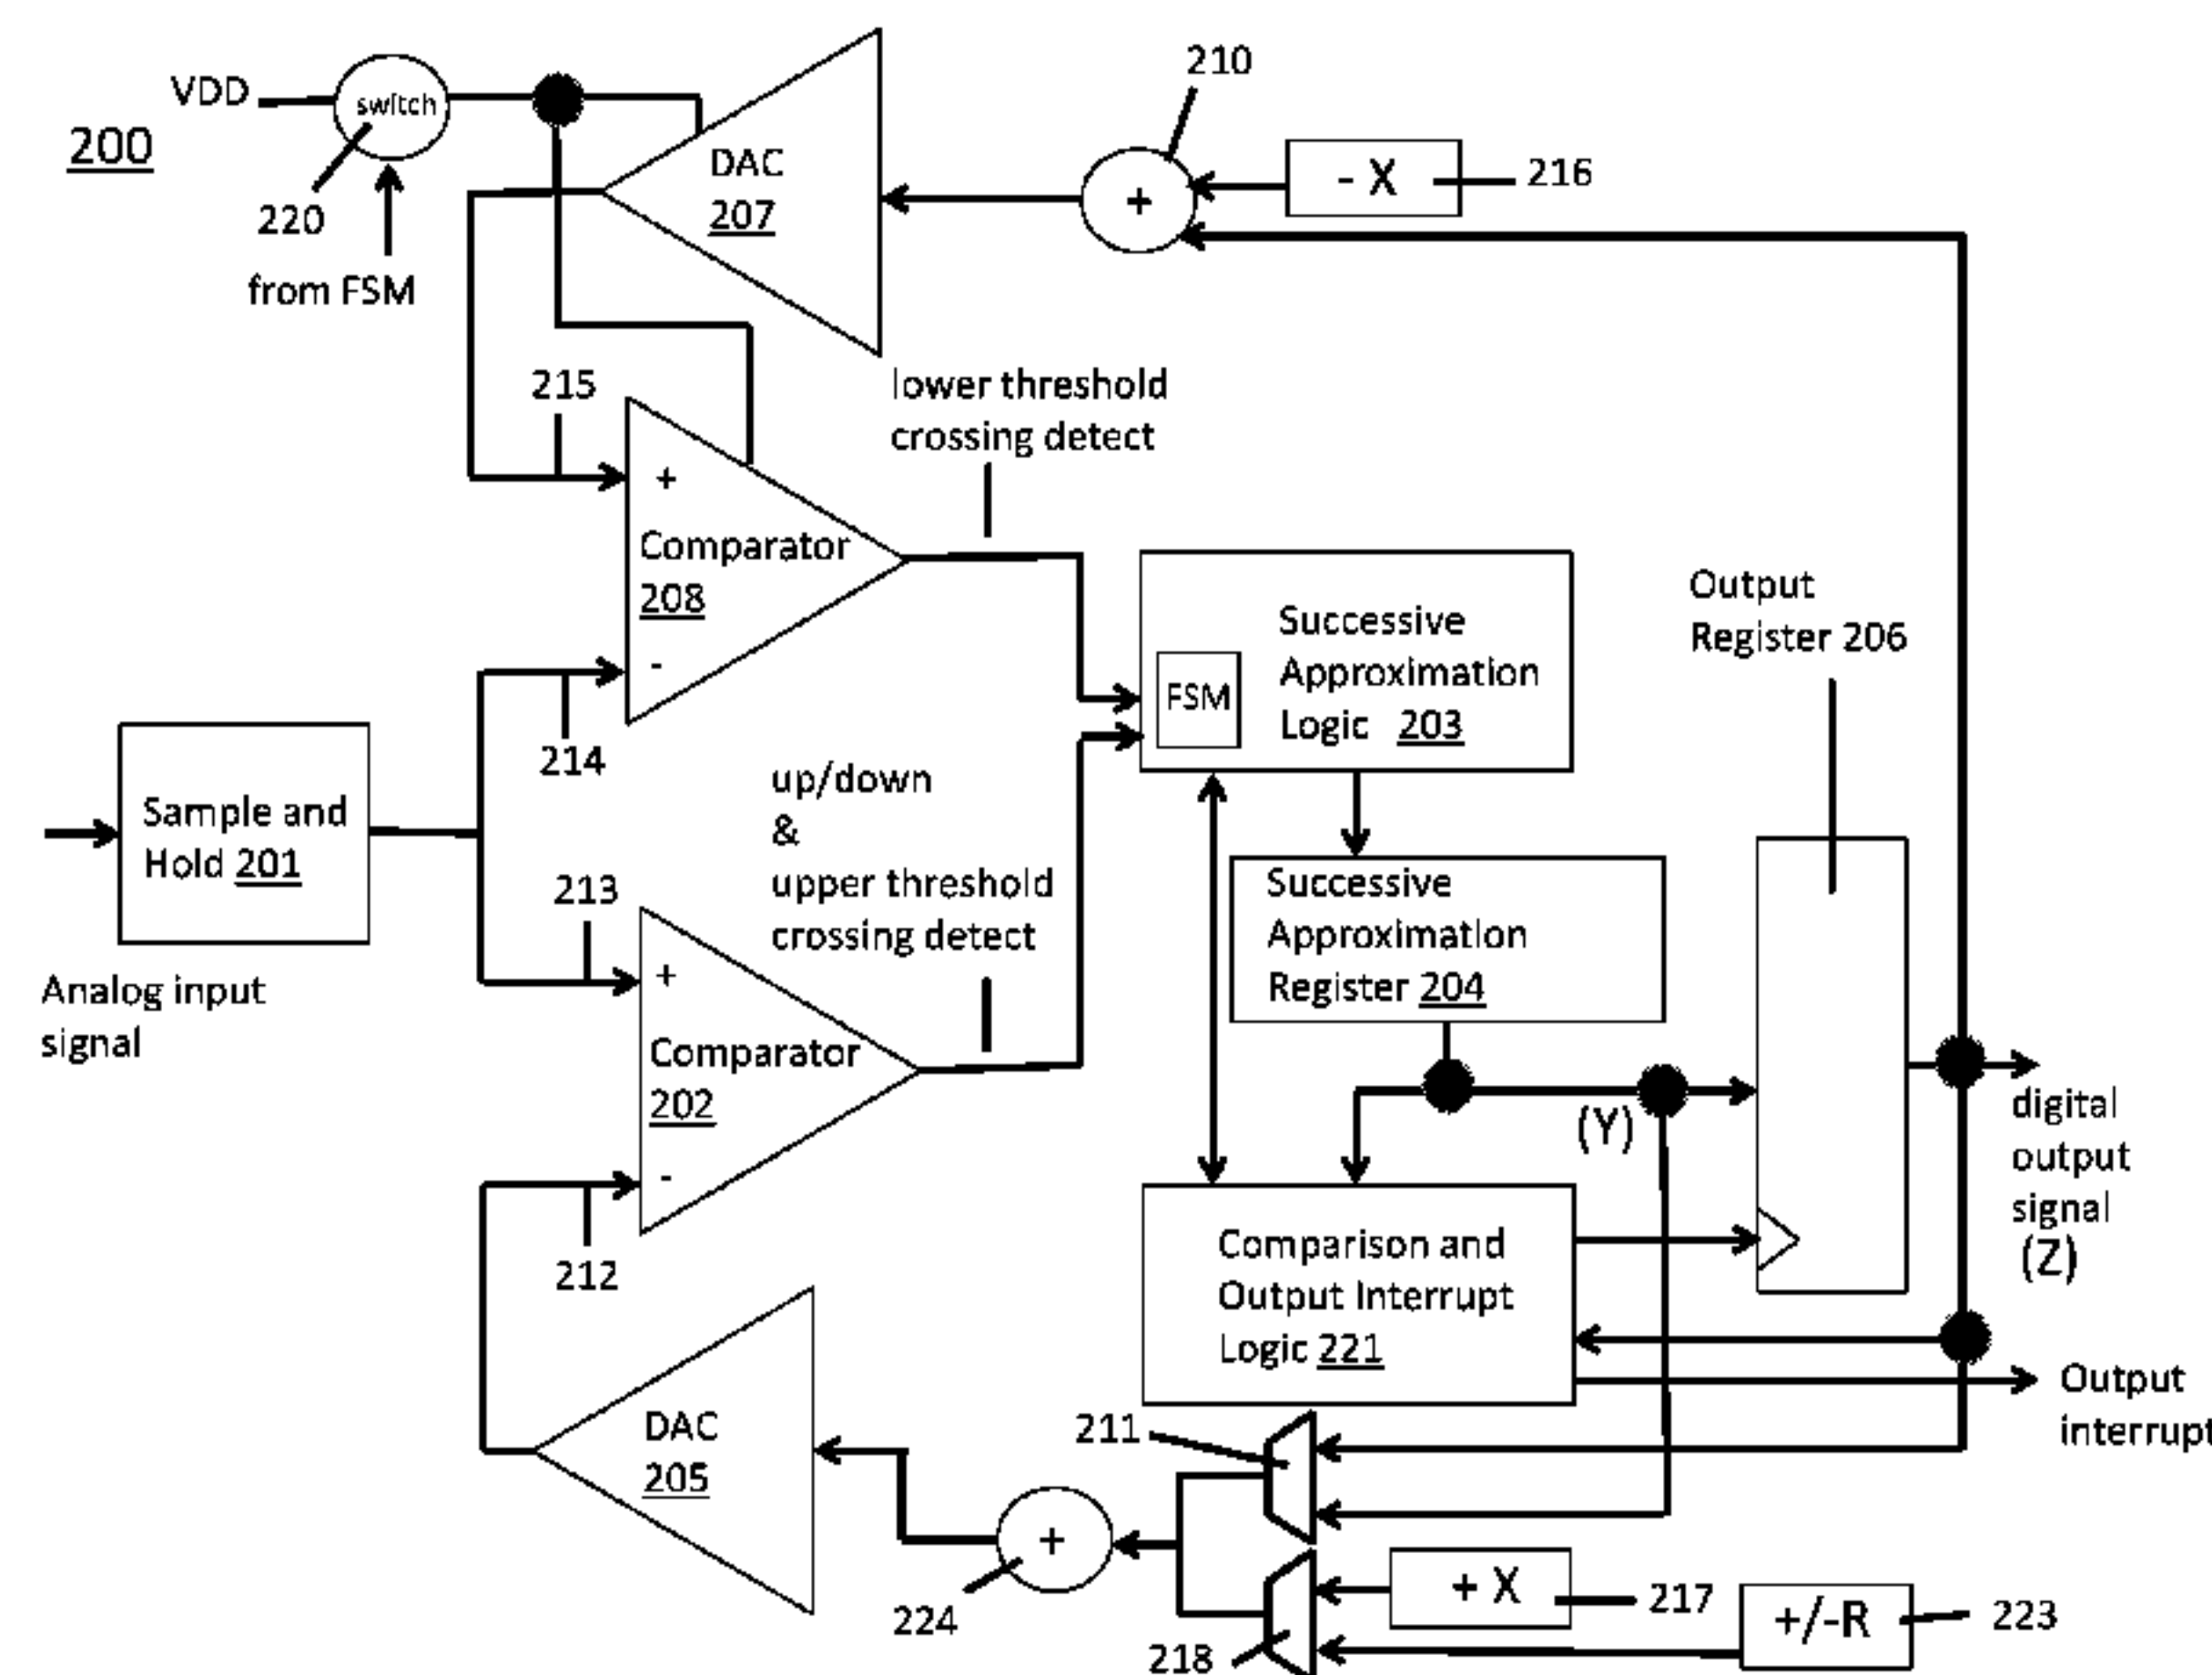 200
VDD
switch
220
from FSM
DAC
207
210
+
- X
216
215
lower threshold
crossing detect
+
Comparator
208
-
214
Sample and
Hold 201
Analog input
signal
up/down
&
upper threshold
crossing detect
213
+
Comparator
202
-
212
FSM
Successive
Approximation
Logic 203
Successive
Approximation
Register 204
Output
Register 206
(Y)
digital
output
signal
(Z)
Comparison and
Output Interrupt
Logic 221
Output
interrupt
DAC
205
211
+
224
218
+ X
217
+/-R
223